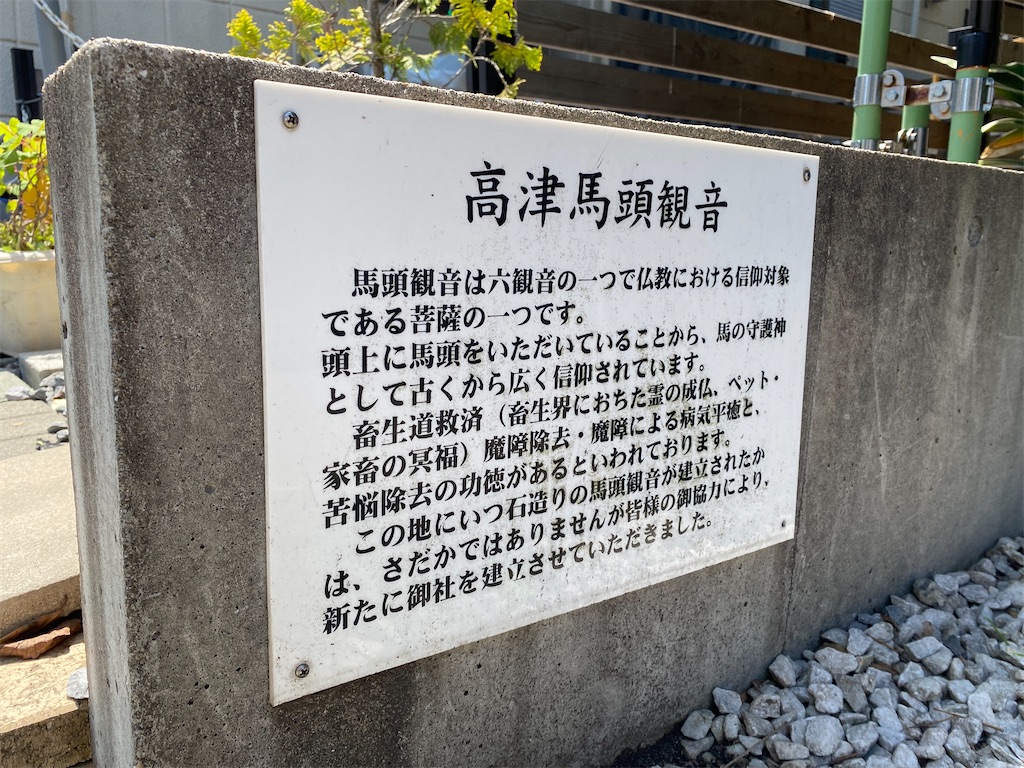 高津馬頭観音
馬頭観音は六観音の一つで仏教における信仰対象
である菩薩の一つです。
頭上に馬頭をいただいていることから、馬の守護神
として古くから広く信仰されています。
畜生道救済（畜生界におちた霊の成仏、ペット・
家畜の冥福）魔障除去・魔障による病気平癒と、
苦悩除去の功徳があるといわれております。
この地にいつ石造りの馬頭観音が建立されたか
は、さだかではありませんが皆様の御協力により、
新たに御社を建立させていただきました。